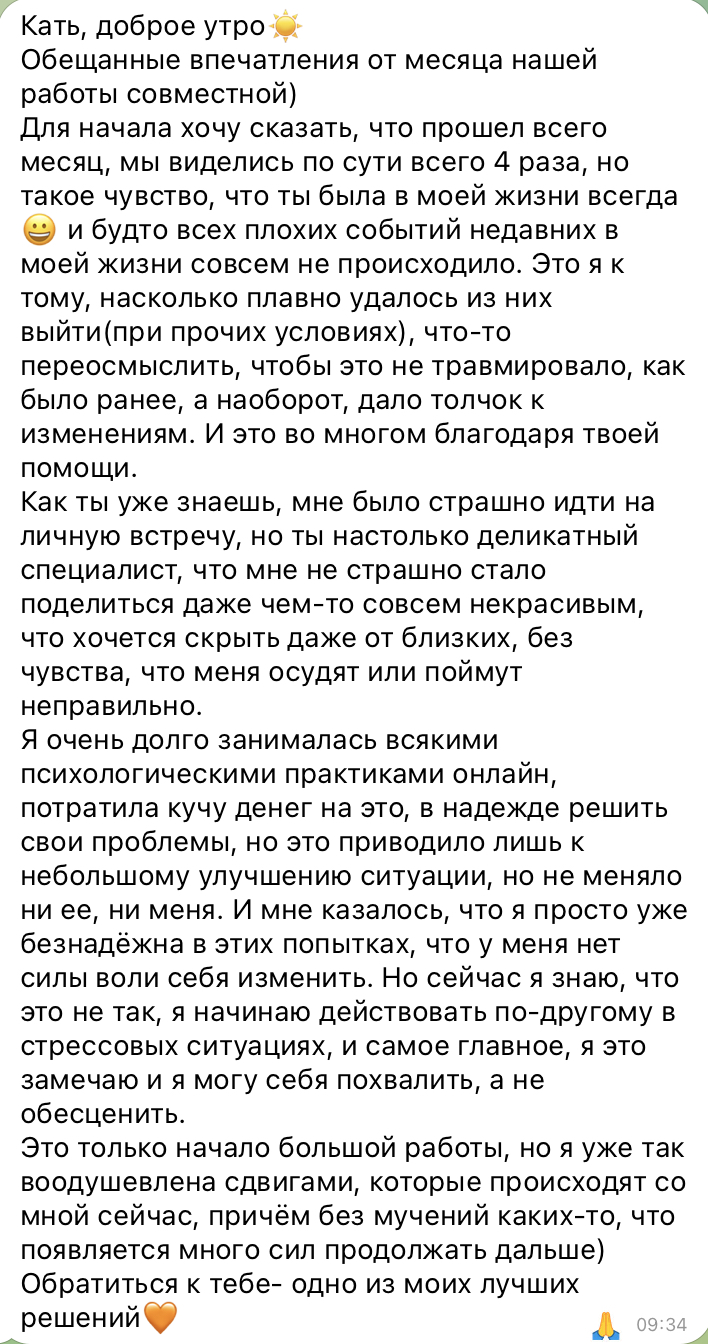 Кать, доброе утро☀️
Обещанные впечатления от месяца нашей
работы совместной)
Для начала хочу сказать, что прошел всего
месяц, мы виделись по сути всего 4 раза, но
такое чувство, что ты была в моей жизни всегда
😀 и будто всех плохих событий недавних в
моей жизни совсем не происходило. Это я к
тому, насколько плавно удалось из них
выйти(при прочих условиях), что-то
переосмыслить, чтобы это не травмировало, как
было ранее, а наоборот, дало толчок к
изменениям. И это во многом благодаря твоей
помощи.
Как ты уже знаешь, мне было страшно идти на
личную встречу, но ты настолько деликатный
специалист, что мне не страшно стало
поделиться даже чем-то совсем некрасивым,
что хочется скрыть даже от близких, без
чувства, что меня осудят или поймут
неправильно.
Я очень долго занималась всякими
психологическими практиками онлайн,
потратила кучу денег на это, в надежде решить
свои проблемы, но это приводило лишь к
небольшому улучшению ситуации, но не меняло
ни ее, ни меня. И мне казалось, что я просто уже
безнадёжна в этих попытках, что у меня нет
силы воли себя изменить. Но сейчас я знаю, что
это не так, я начинаю действовать по-другому в
стрессовых ситуациях, и самое главное, я это
замечаю и я могу себя похвалить, а не
обесценить.
Это только начало большой работы, но я уже так
воодушевлена сдвигами, которые происходят со
мной сейчас, причём без мучений каких-то, что
появляется много сил продолжать дальше)
Обратиться к тебе- одно из моих лучших
решений🧡
🙏 09:34